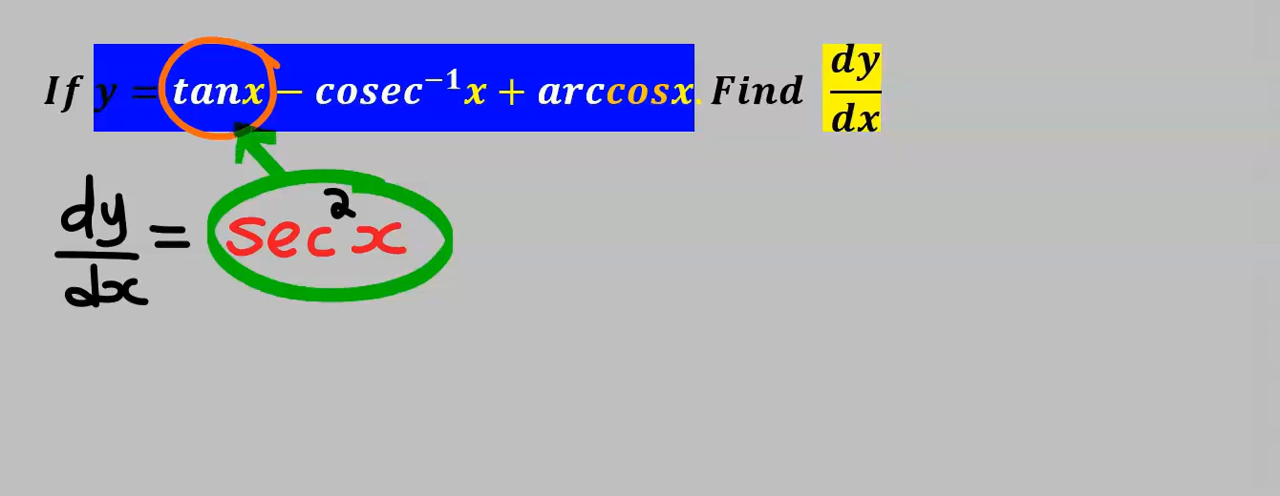 If y = tanx − cosec⁻¹x + arccosx. Find dy/dx
dy/dx = sec²x